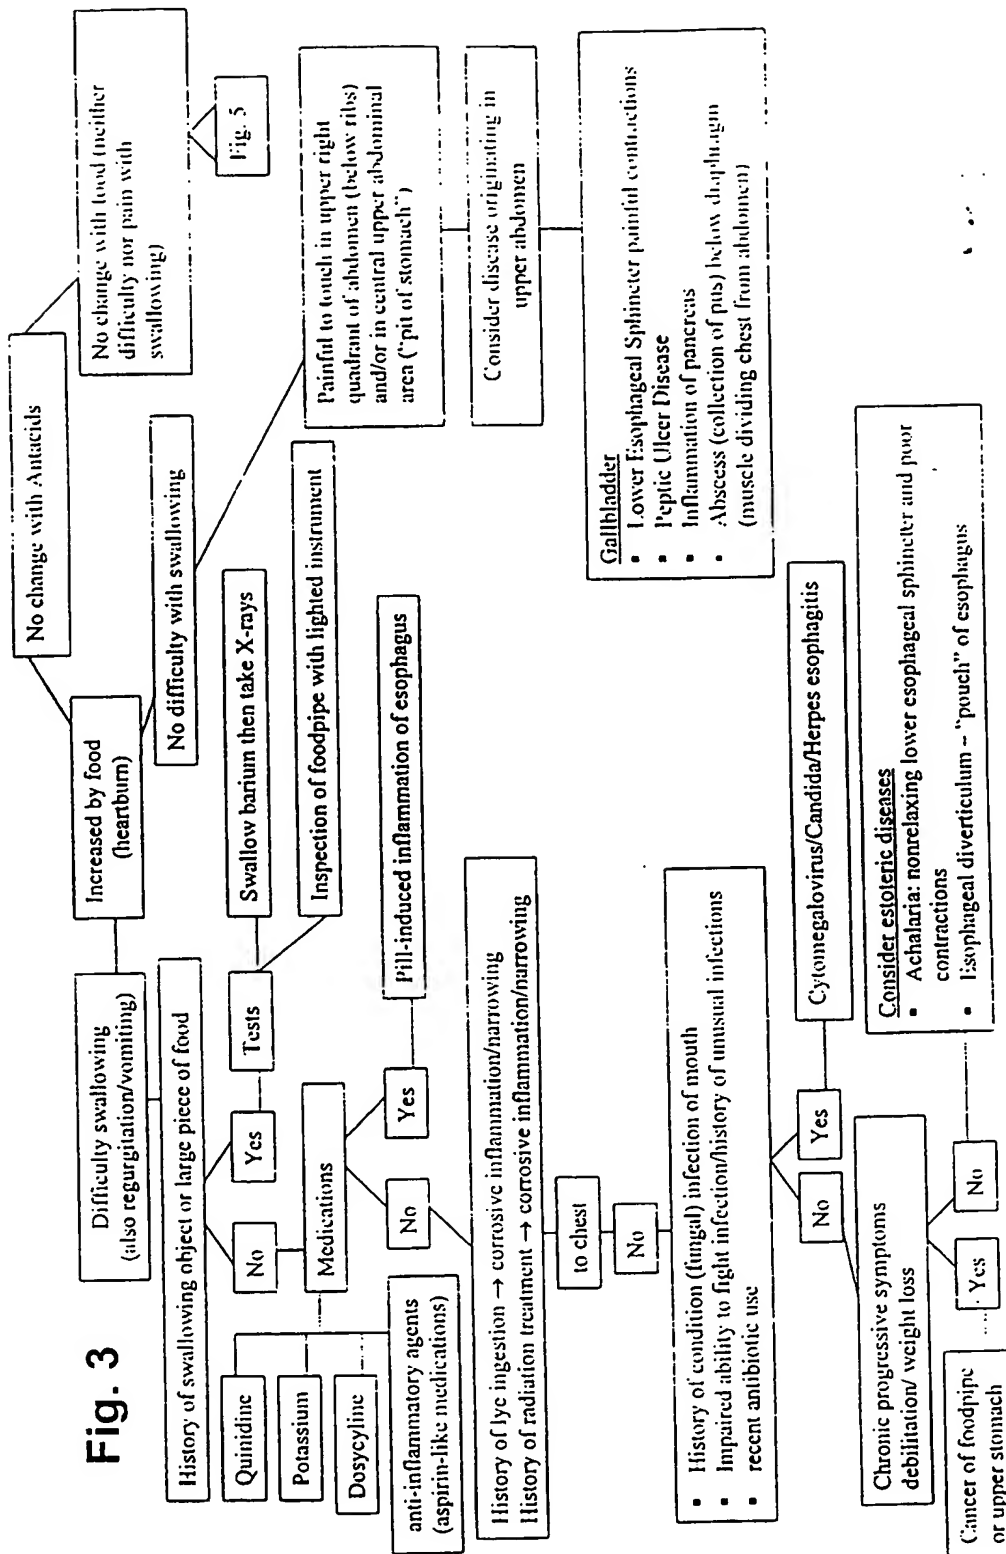 Fig. 3
No change with Antacids
No change with food (neither
difficulty nor pain with
swallowing)
Fig. 5
Increased by food
(heartburn)
Difficulty swallowing
(also regurgitation/vomiting)
No difficulty with swallowing
Painful to touch in upper right
quadrant of abdomen (below ribs)
and/or in central upper abdominal
area ("pit of stomach")
Consider disease originating in
upper abdomen
Gallbladder
▪ Lower Esophageal Sphincter painful contractions
▪ Peptic Ulcer Disease
▪ Inflammation of pancreas
▪ Abscess (collection of pus) below diaphragm
(muscle dividing chest from abdomen)
History of swallowing object or large piece of food
No
Yes
Tests
Swallow barium then take X-rays
Inspection of foodpipe with lighted instrument
Medications
Quinidine
Potassium
Dosycyline
anti-inflammatory agents
(aspirin-like medications)
No
Yes
Pill-induced inflammation of esophagus
History of lye ingestion → corrosive inflammation/narrowing
History of radiation treatment → corrosive inflammation/narrowing
to chest
No
▪ History of condition (fungal) infection of mouth
▪ Impaired ability to fight infection/history of unusual infections
▪ recent antibiotic use
No
Yes
Cytomegalovirus/Candida/Herpes esophagitis
Chronic progressive symptoms
debilitation/ weight loss
Yes
No
Cancer of foodpipe
or upper stomach
Consider estoteric diseases
▪ Achalaria: nonrelaxing lower esophageal sphincter and poor
contractions
▪ Esophageal diverticulum – "pouch" of esophagus